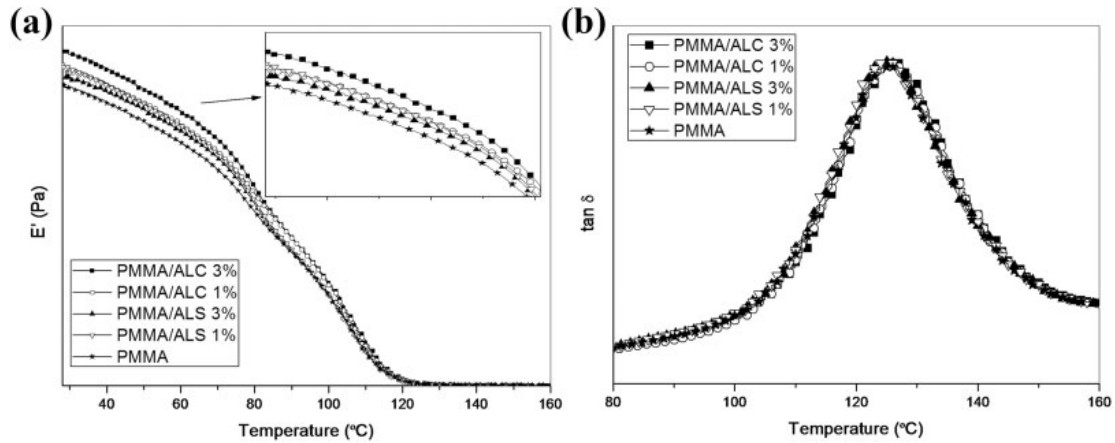 (a)
E' (Pa)
PMMA/ALC 3%
PMMA/ALC 1%
PMMA/ALS 3%
PMMA/ALS 1%
PMMA
40
60
80
100
120
140
160
Temperature (ºC)
(b)
tan δ
PMMA/ALC 3%
PMMA/ALC 1%
PMMA/ALS 3%
PMMA/ALS 1%
PMMA
80
100
120
140
160
Temperature (ºC)